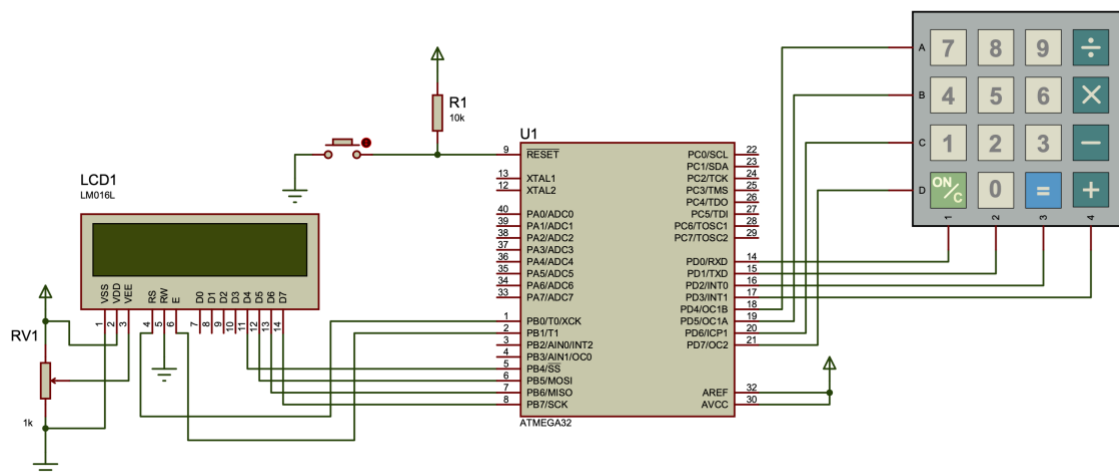 R1
10k
LCD1
LM016L
VSS
VDD
VEE
RS
RW
E
D0
D1
D2
D3
D4
D5
D6
D7
1
2
3
4
5
6
7
8
9
10
11
12
13
14
RV1
1k
U1
9 RESET
13 XTAL1
12 XTAL2
40 PA0/ADC0
39 PA1/ADC1
38 PA2/ADC2
37 PA3/ADC3
36 PA4/ADC4
35 PA5/ADC5
34 PA6/ADC6
33 PA7/ADC7
1 PB0/T0/XCK
2 PB1/T1
3 PB2/AIN0/INT2
4 PB3/AIN1/OC0
5 PB4/SS
6 PB5/MOSI
7 PB6/MISO
8 PB7/SCK
PC0/SCL 22
PC1/SDA 23
PC2/TCK 24
PC3/TMS 25
PC4/TDO 26
PC5/TDI 27
PC6/TOSC1 28
PC7/TOSC2 29
PD0/RXD 14
PD1/TXD 15
PD2/INT0 16
PD3/INT1 17
PD4/OC1B 18
PD5/OC1A 19
PD6/ICP1 20
PD7/OC2 21
AREF 32
AVCC 30
ATMEGA32
A 7 8 9 ÷
B 4 5 6 ×
C 1 2 3 −
D ON/C 0 = +
1 2 3 4